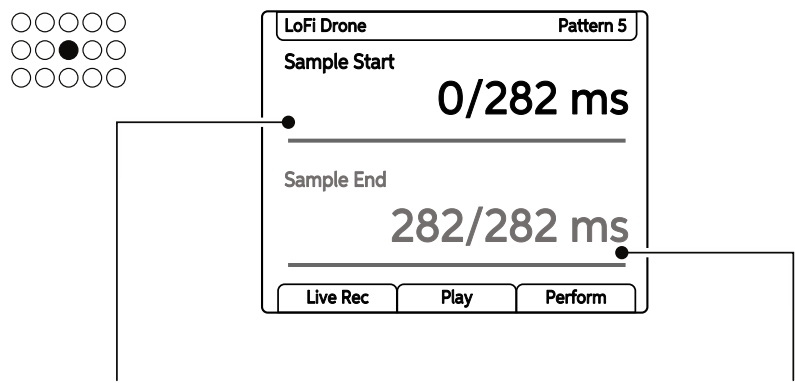 LoFi Drone Pattern 5
Sample Start
0/282 ms
Sample End
282/282 ms
Live Rec Play Perform